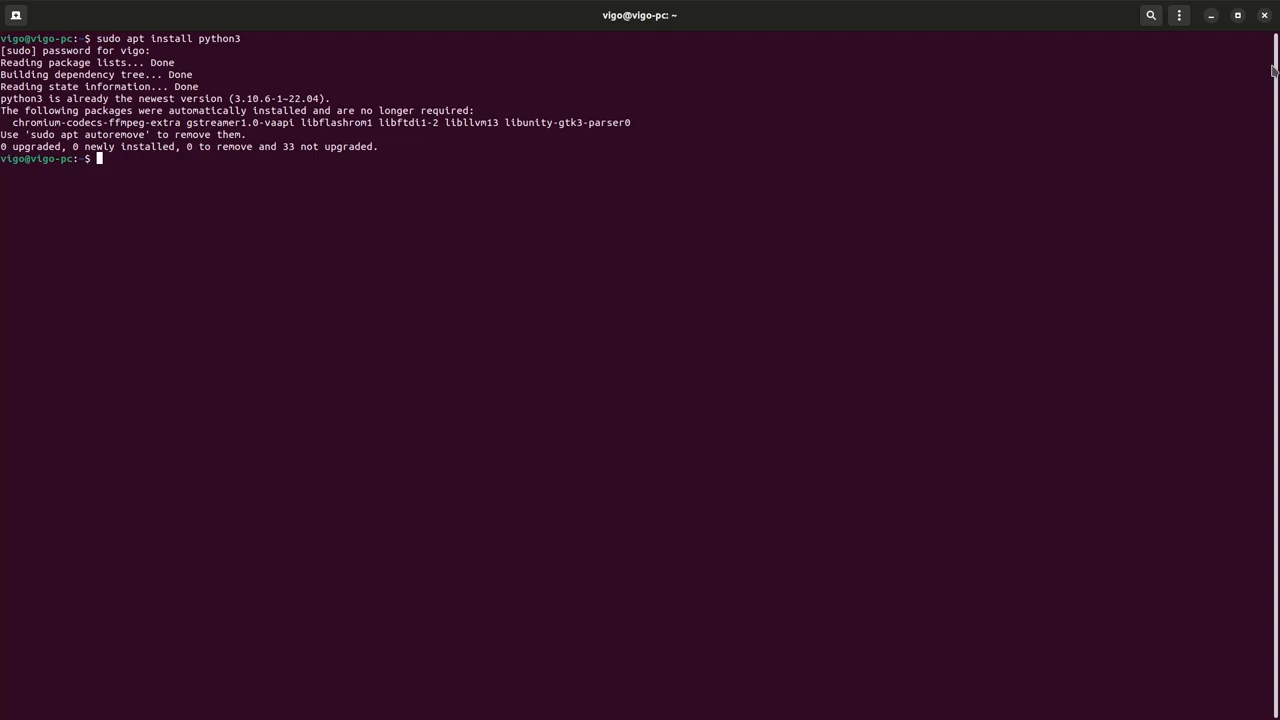 vigo@vigo-pc: ~
vigo@vigo-pc:~$ sudo apt install python3
[sudo] password for vigo:
Reading package lists... Done
Building dependency tree... Done
Reading state information... Done
python3 is already the newest version (3.10.6-1~22.04).
The following packages were automatically installed and are no longer required:
  chromium-codecs-ffmpeg-extra gstreamer1.0-vaapi libflashrom1 libftdi1-2 libllvm13 libunity-gtk3-parser0
Use 'sudo apt autoremove' to remove them.
0 upgraded, 0 newly installed, 0 to remove and 33 not upgraded.
vigo@vigo-pc:~$